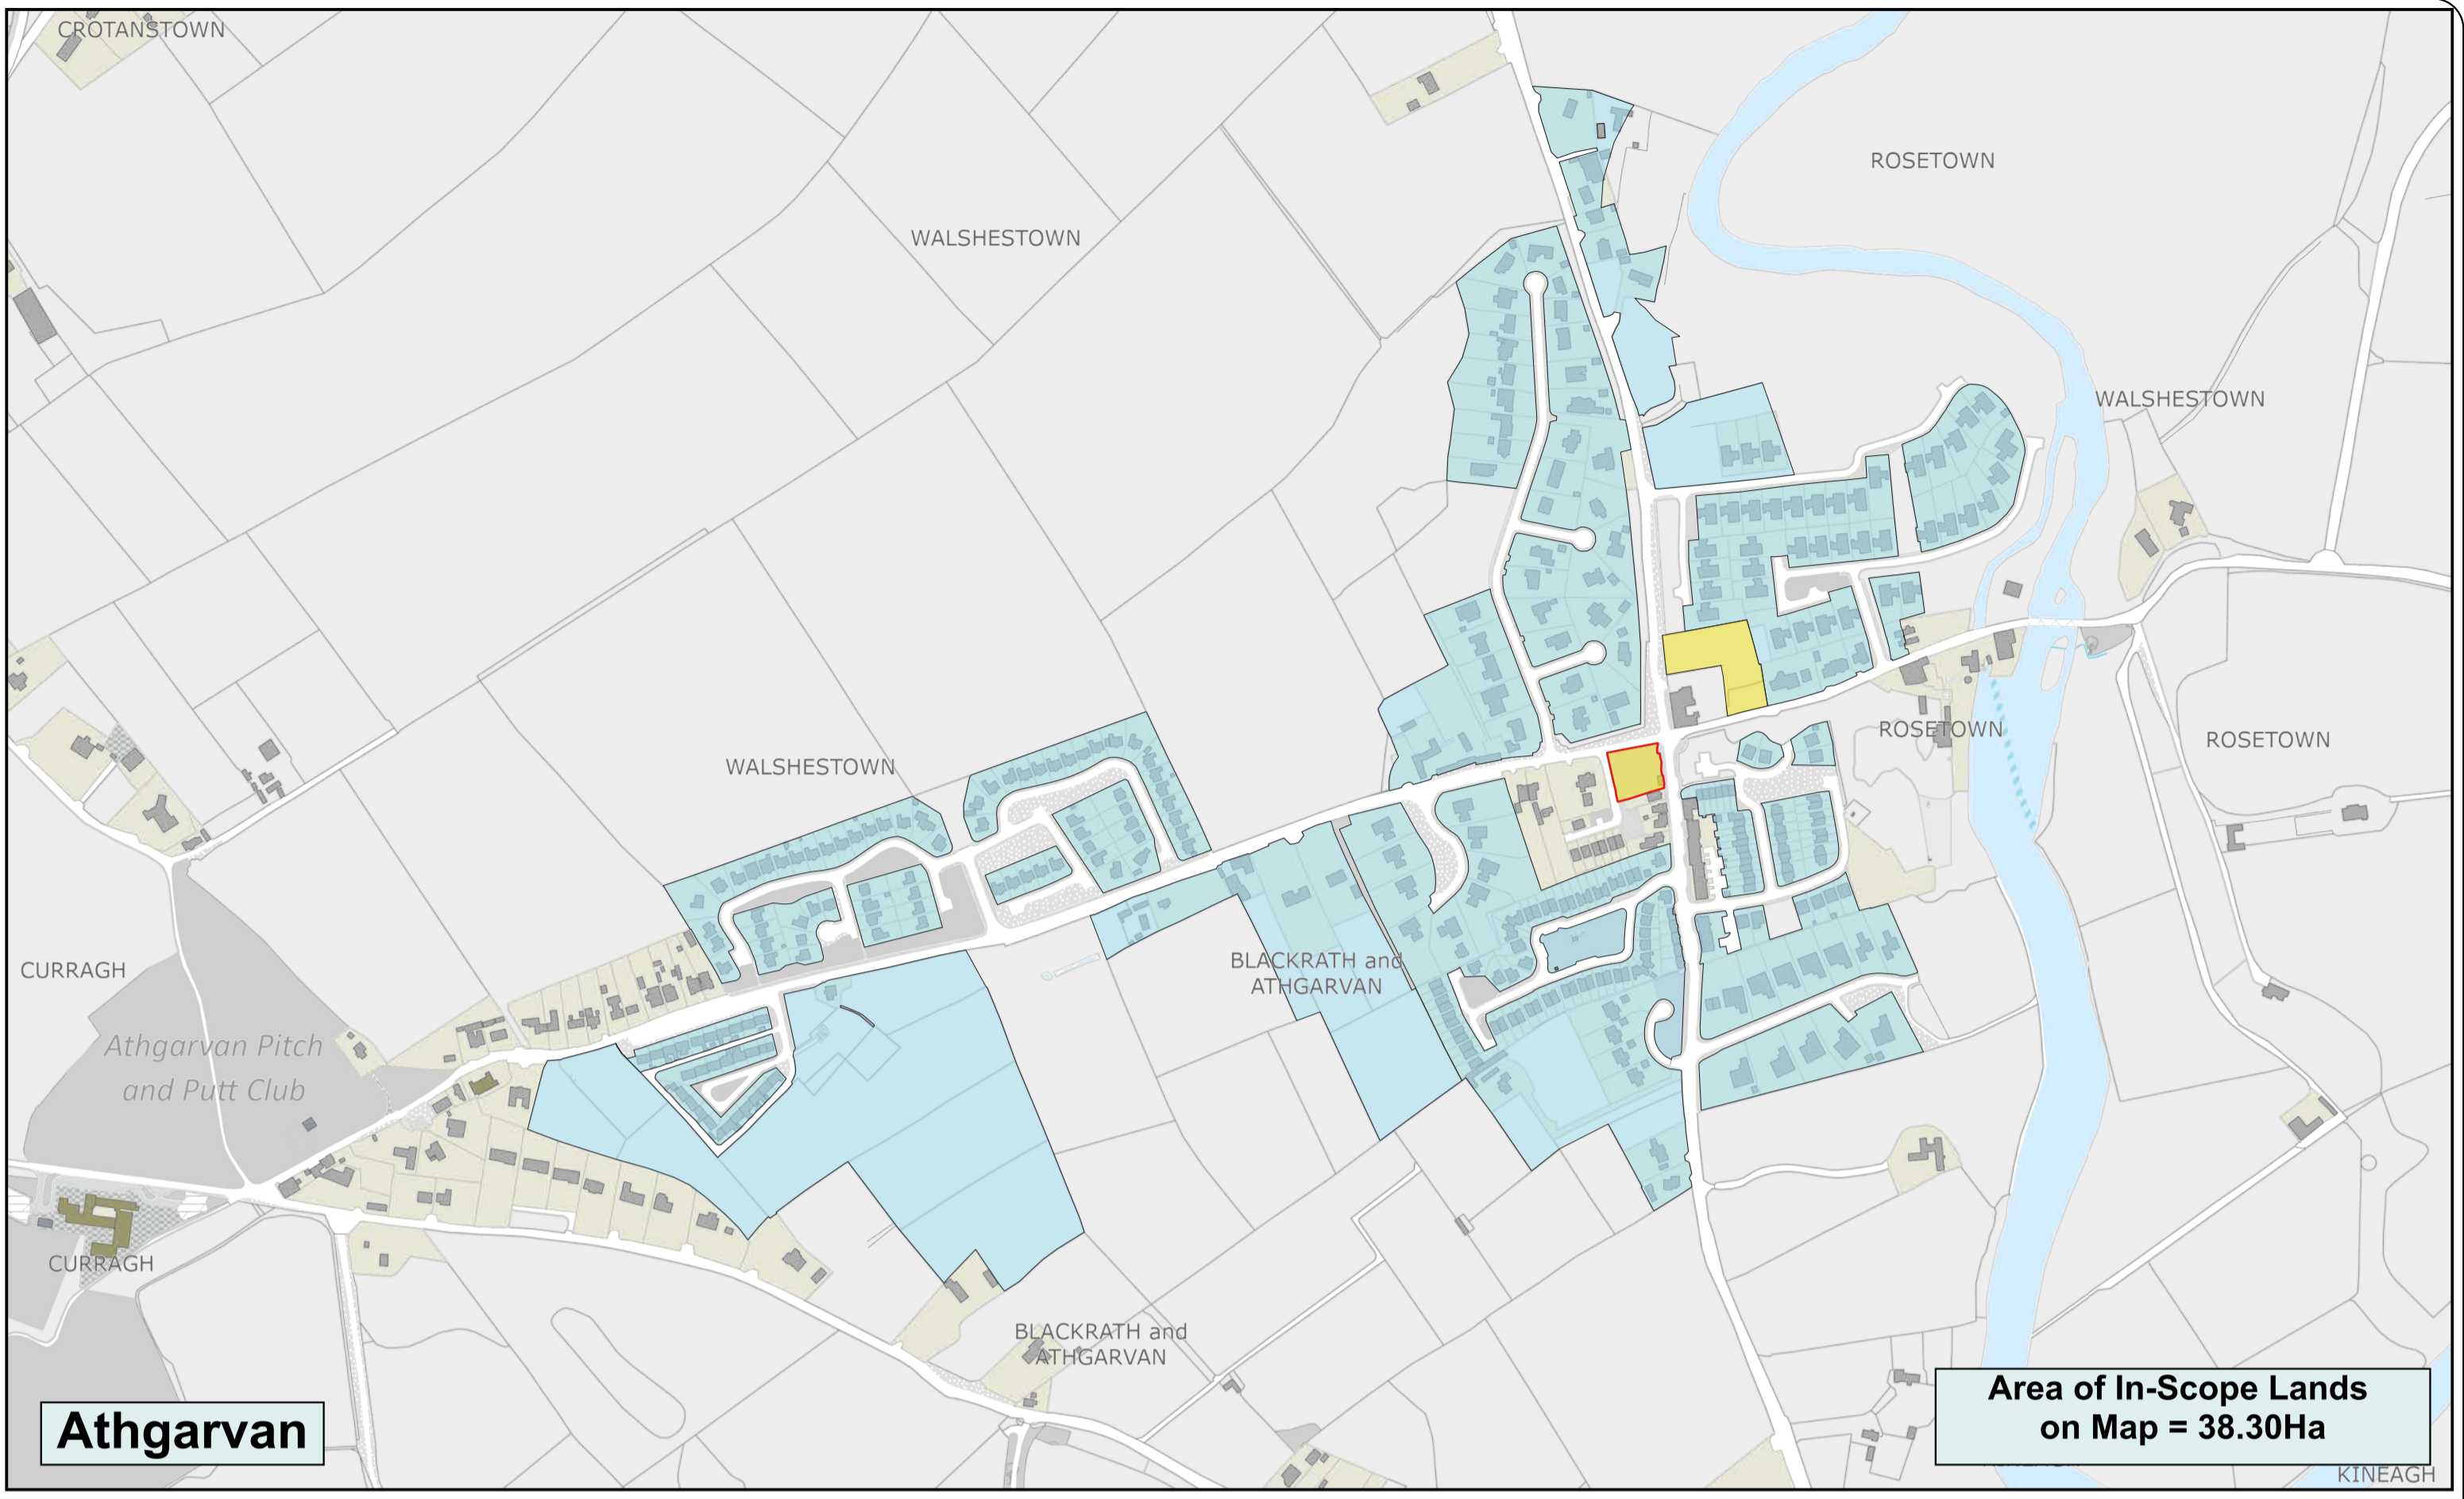 CROTANSTOWN
ROSETOWN
WALSHESTOWN
WALSHESTOWN
ROSETOWN
ROSETOWN
WALSHESTOWN
BLACKRATH and
ATHGARVAN
CURRAGH
Athgarvan Pitch
and Putt Club
CURRAGH
BLACKRATH and
ATHGARVAN
Athgarvan
Area of In-Scope Lands
on Map = 38.30Ha
KINEAGH